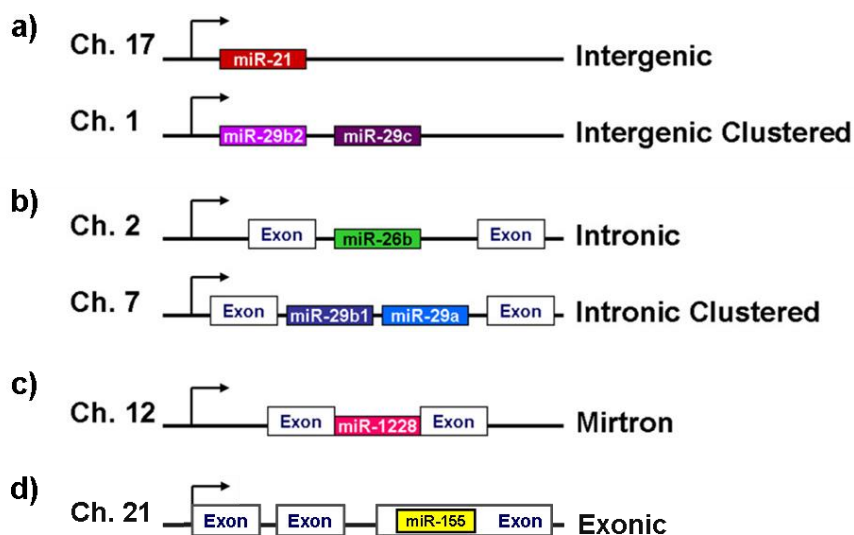 a)
Ch. 17 miR-21 Intergenic
Ch. 1 miR-29b2 miR-29c Intergenic Clustered
b)
Ch. 2 Exon miR-26b Exon Intronic
Ch. 7 Exon miR-29b1 miR-29a Exon Intronic Clustered
c)
Ch. 12 Exon miR-1228 Exon Mirtron
d)
Ch. 21 Exon Exon miR-155 Exon Exonic